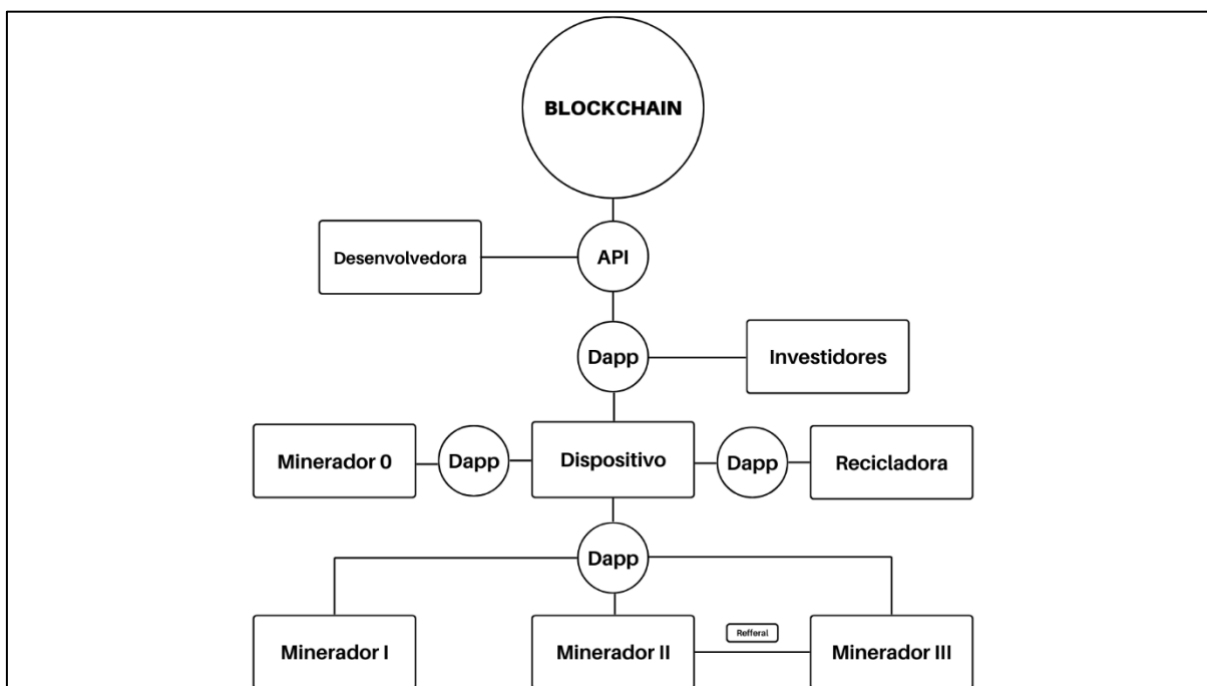 BLOCKCHAIN
Desenvolvedora
API
Dapp
Investidores
Minerador 0
Dapp
Dispositivo
Dapp
Recicladora
Dapp
Minerador I
Minerador II
Refferal
Minerador III